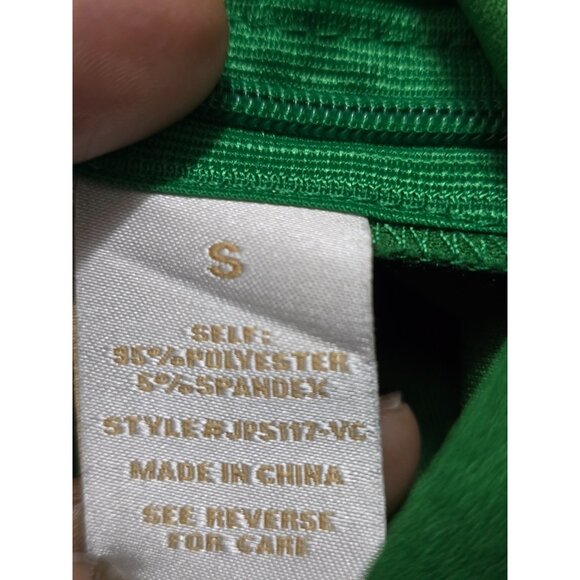 S
SELF:
95%POLYESTER
5%SPANDEX
STYLE#JP5117-VC
MADE IN CHINA
SEE REVERSE
FOR CARE